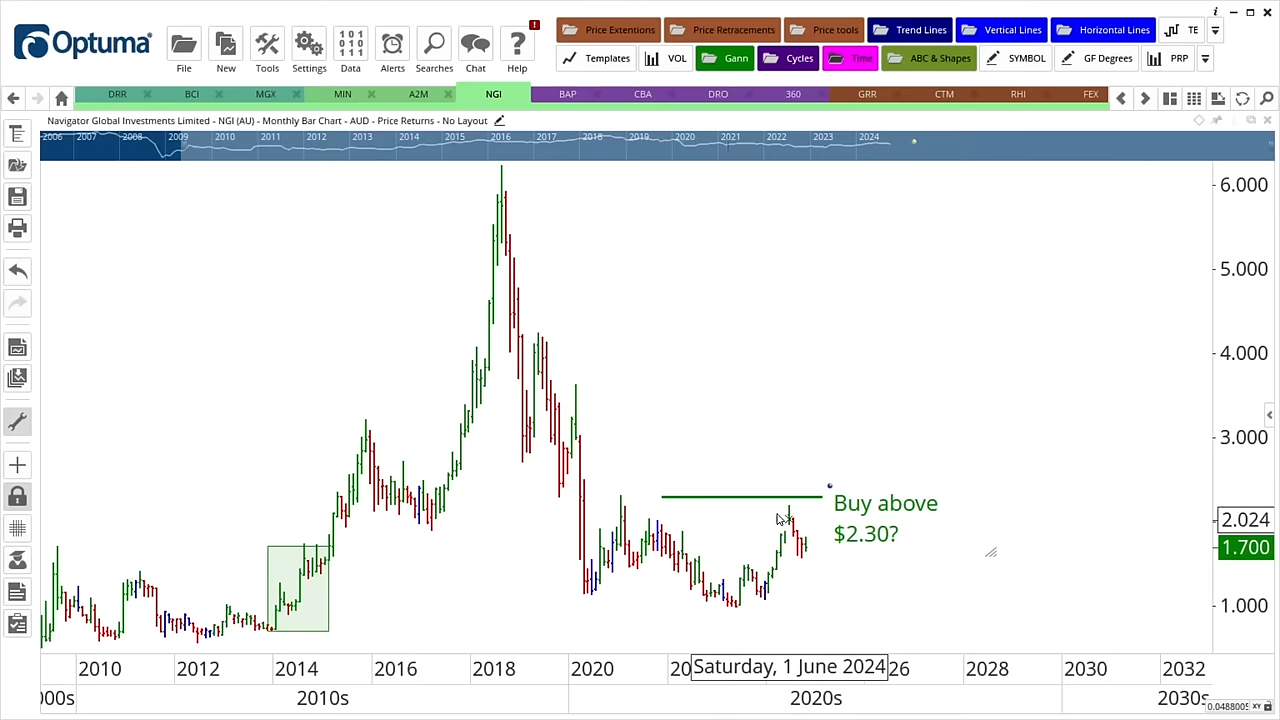 Optuma
File
New
Tools
Settings
Data
Alerts
Searches
Chat
Help
Price Extentions
Price Retracements
Price tools
Trend Lines
Vertical Lines
Horizontal Lines
TE
Templates
VOL
Gann
Cycles
Time
ABC & Shapes
SYMBOL
GF Degrees
PRP
DRR
BCI
MGX
MIN
A2M
NGI
BAP
CBA
DRO
360
GRR
CTM
RHI
FEX
Navigator Global Investments Limited - NGI (AU) - Monthly Bar Chart - AUD - Price Returns - No Layout
2006 2007 2008 2009 2010 2011 2012 2013 2014 2015 2016 2017 2018 2019 2020 2021 2022 2023 2024
6.000
5.000
4.000
3.000
2.024
1.700
1.000
Buy above
$2.30?
2010 2012 2014 2016 2018 2020 Saturday, 1 June 2024 26 2028 2030 2032
000s 2010s 2020s 2030s
0.0488005 XY